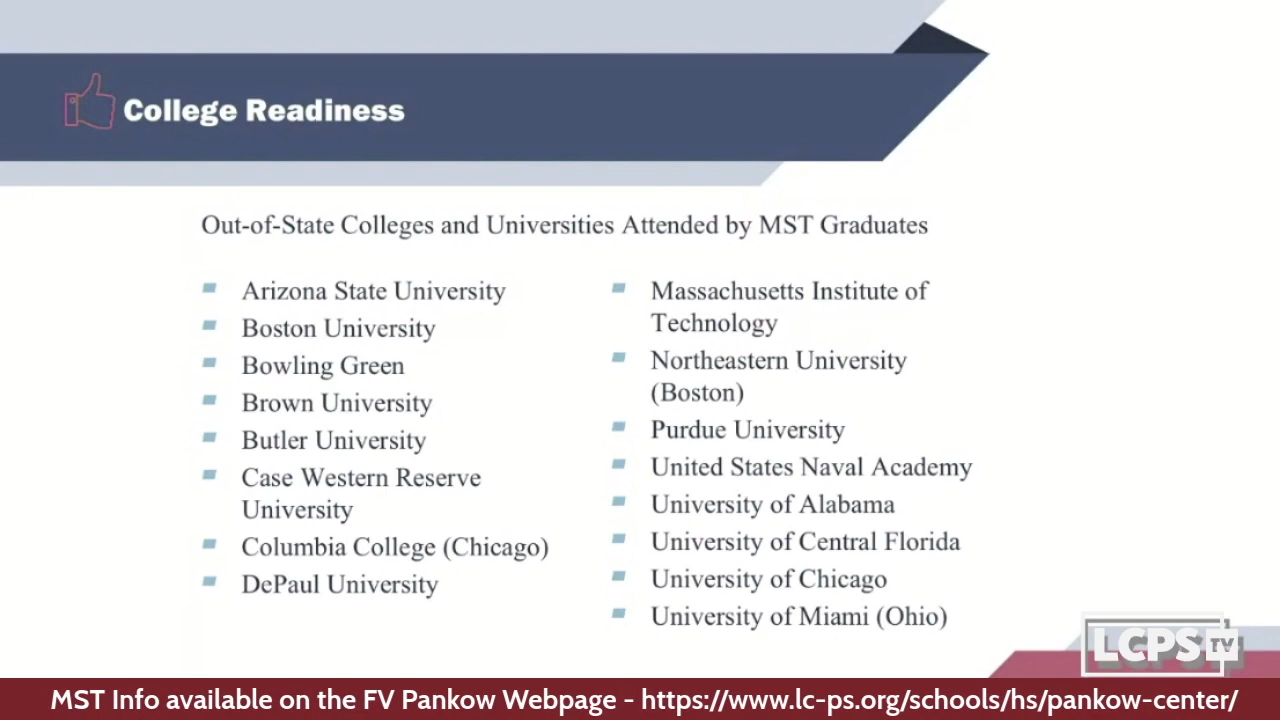 College Readiness
Out-of-State Colleges and Universities Attended by MST Graduates
Arizona State University
Boston University
Bowling Green
Brown University
Butler University
Case Western Reserve
University
Columbia College (Chicago)
DePaul University
Massachusetts Institute of
Technology
Northeastern University
(Boston)
Purdue University
United States Naval Academy
University of Alabama
University of Central Florida
University of Chicago
University of Miami (Ohio)
LCPS TV
MST Info available on the FV Pankow Webpage - https://www.lc-ps.org/schools/hs/pankow-center/